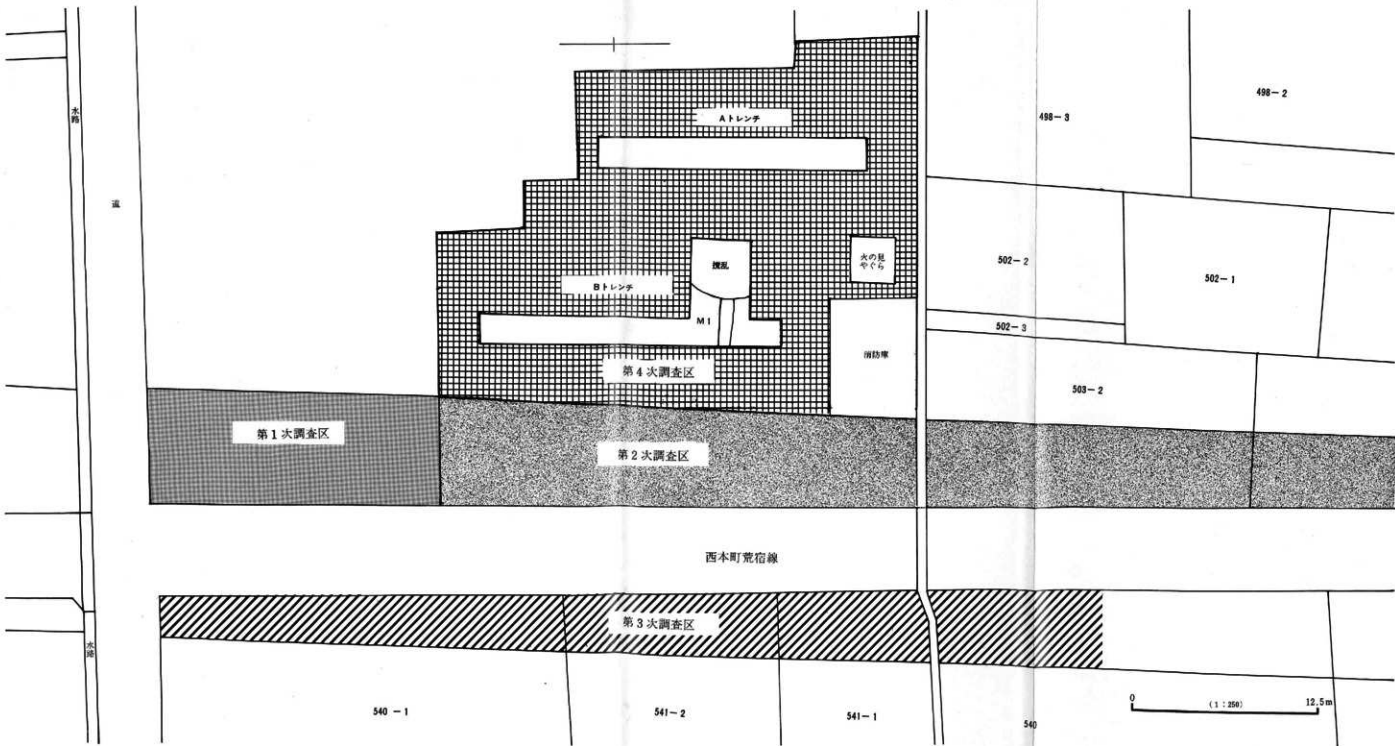 水路
道
Aトレンチ
498-3
498-2
撹乱
火の見
やぐら
502-2
502-1
Bトレンチ
M1
502-3
消防庫
第4次調査区
503-2
第1次調査区
第2次調査区
西本町荒宿線
第3次調査区
水路
540-1
541-2
541-1
540
0 (1:250) 12.5m